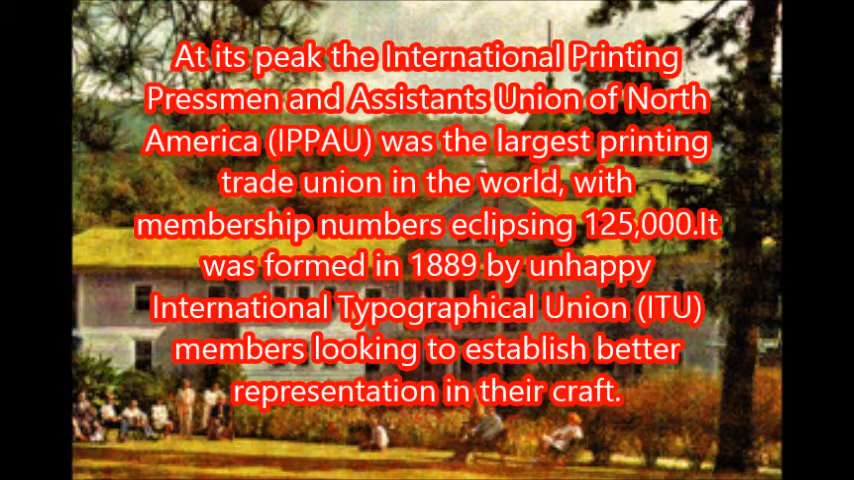 At its peak the International Printing
Pressmen and Assistants Union of North
America (IPPAU) was the largest printing
trade union in the world, with
membership numbers eclipsing 125,000.It
was formed in 1889 by unhappy
International Typographical Union (ITU)
members looking to establish better
representation in their craft.